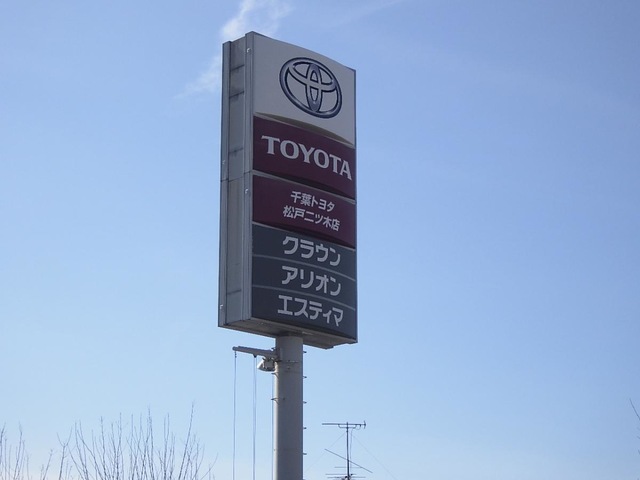 TOYOTA
千葉トヨタ
松戸二ツ木店
クラウン
アリオン
エスティマ